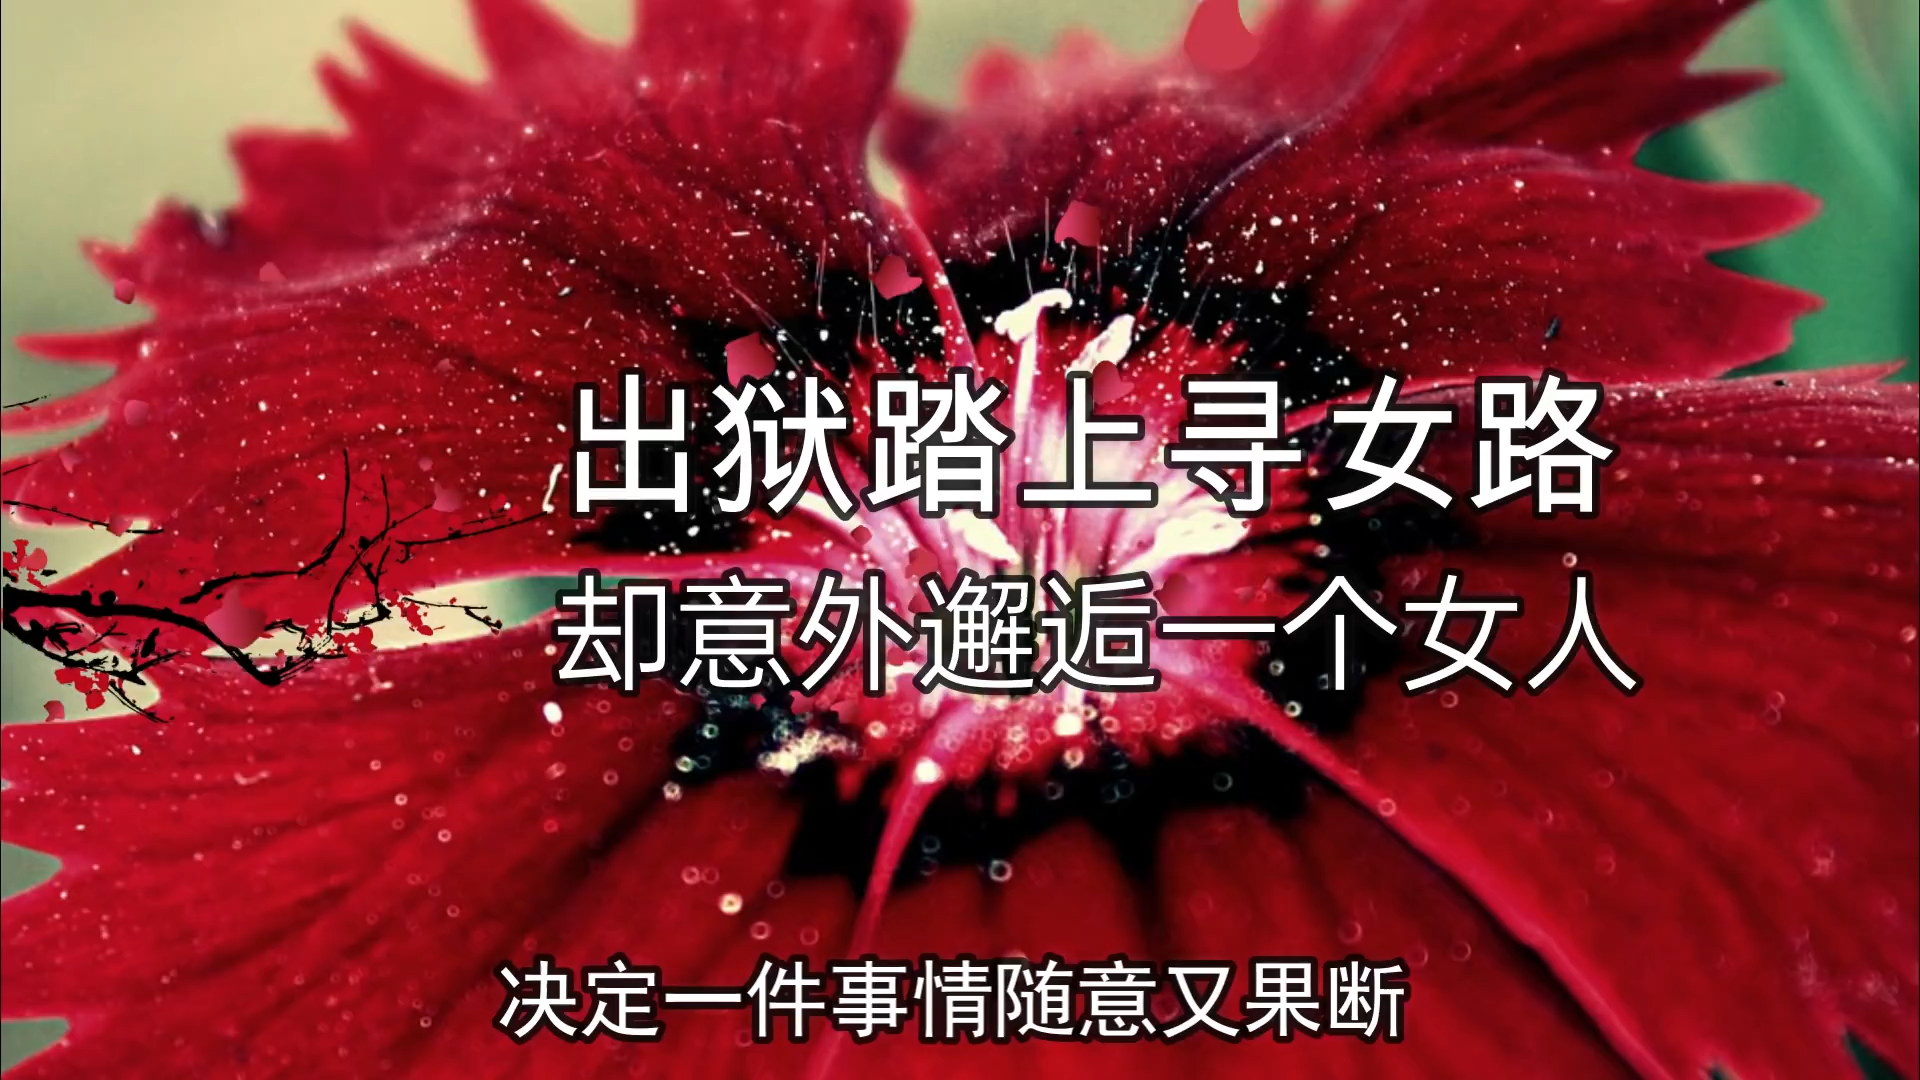 出狱踏上寻女路
却意外邂逅一个女人
决定一件事情随意又果断